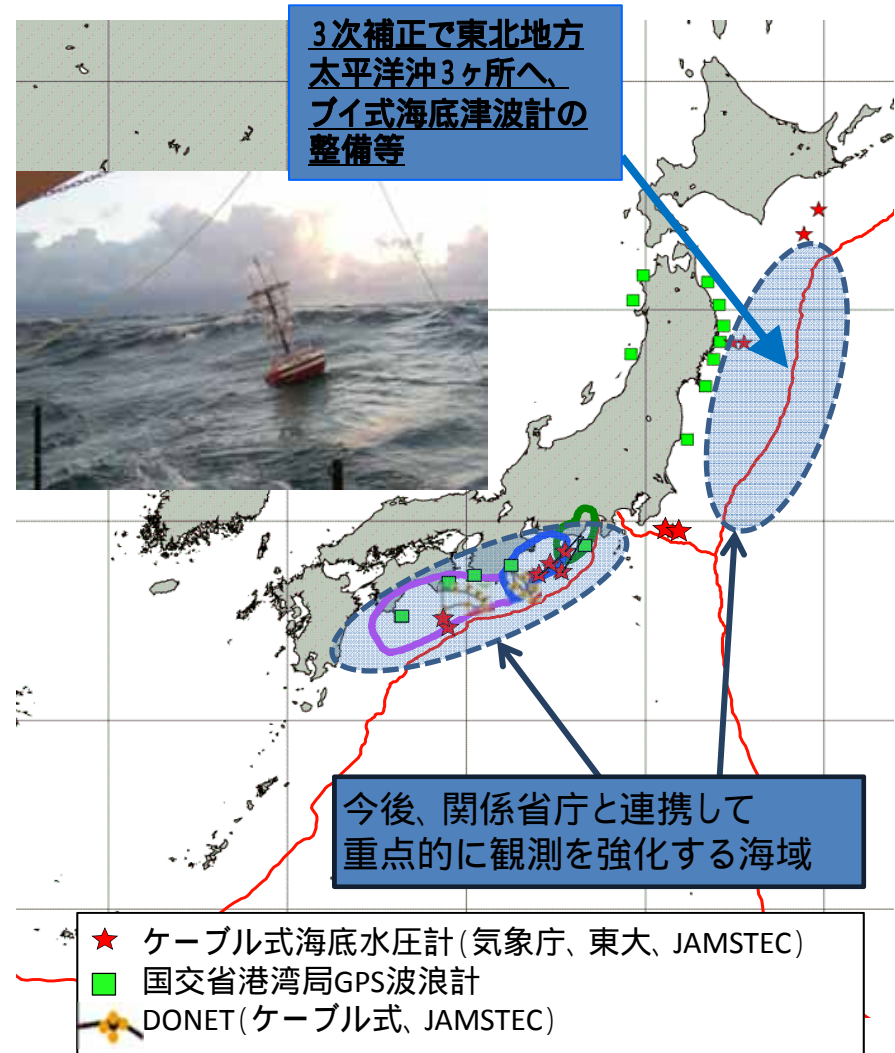 3次補正で東北地方
太平洋沖3ヶ所へ、
ブイ式海底津波計の
整備等
今後、関係省庁と連携して
重点的に観測を強化する海域
ケーブル式海底水圧計(気象庁、東大、JAMSTEC)
国交省港湾局GPS波浪計
DONET(ケーブル式、JAMSTEC)